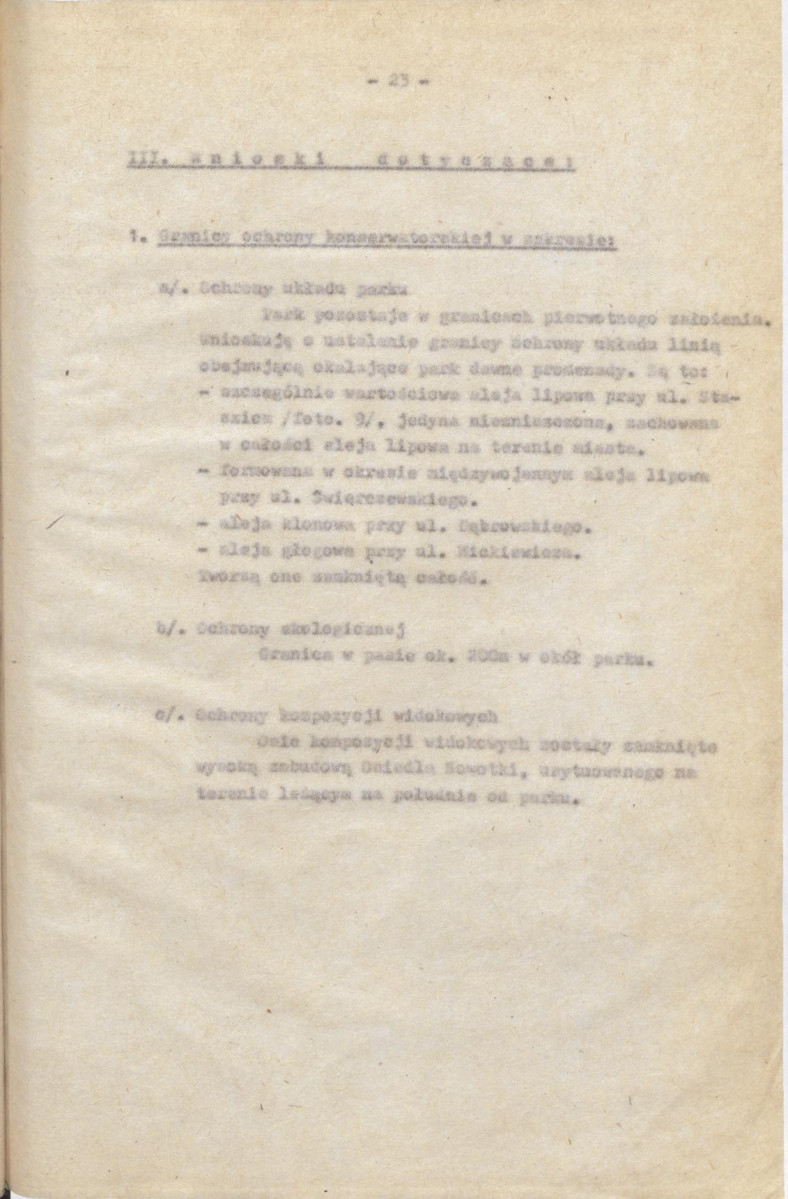 - 23 -
III. Wnioski dotyczące:
1. Granicy ochrony konserwatorskiej w zakresie:
a/. Ochrony układu parku
Park pozostaje w granicach pierwotnego założenia.
Wnioskuję o ustalenie granicy ochrony układu linią
obejmującą okalające park dawne promenady. Są to:
- szczególnie wartościowa aleja lipowa przy ul. Sta-
szica /foto. 9/, jedyna niezniszczona, zachowana
w całości aleja lipowa na terenie miasta.
- formowana w okresie międzywojennym aleja lipowa
przy ul. Świerczewskiego.
- aleja klonowa przy ul. Dąbrowskiego.
- aleja głogowa przy ul. Mickiewicza.
Tworzą one zamkniętą całość.
b/. Ochrony ekologicznej
Granica w pasie ok. 200m w okół parku.
c/. Ochrony kompozycji widokowych
Osie kompozycji widokowych zostały zamknięte
wysoką zabudową Osiedla Nowotki, usytuowanego na
terenie leżącym na południe od parku.